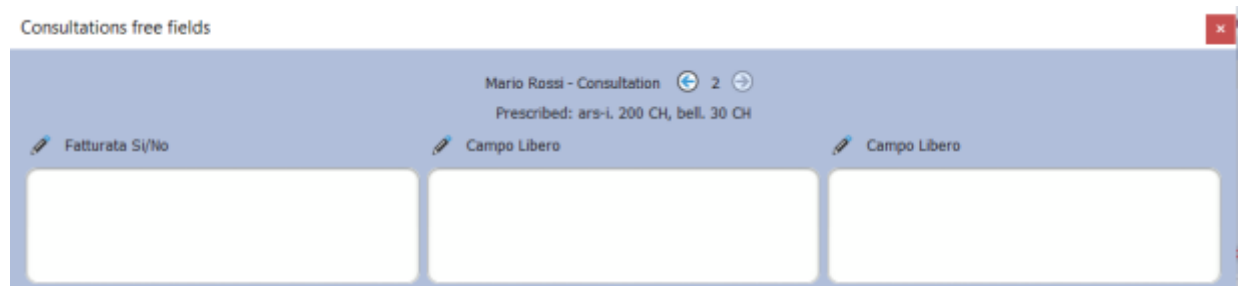 Consultations free fields
Mario Rossi - Consultation 2
Prescribed: ars-i. 200 CH, bell. 30 CH
Fatturata Si/No Campo Libero Campo Libero